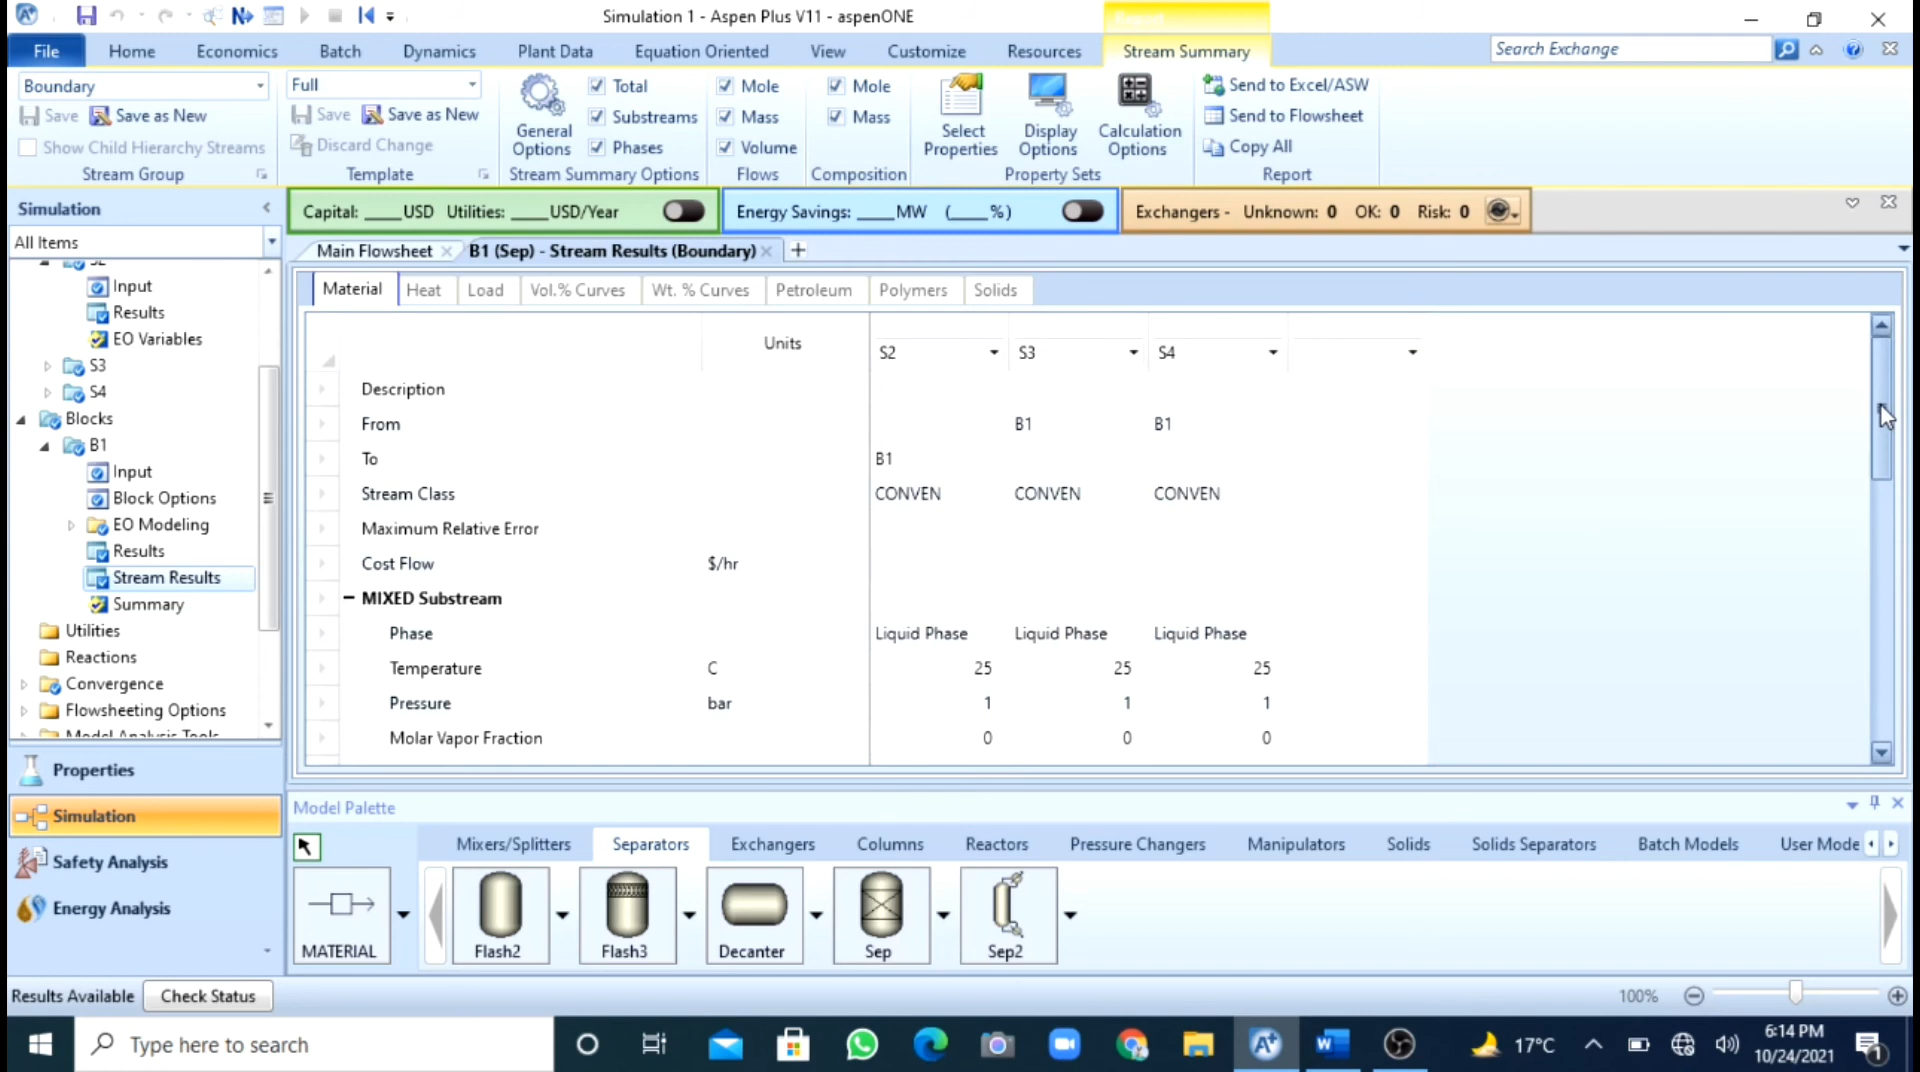 Simulation 1 - Aspen Plus V11 - aspenONE
File Home Economics Batch Dynamics Plant Data Equation Oriented View Customize Resources Stream Summary Search Exchange
Boundary
Save Save as New
Show Child Hierarchy Streams
Stream Group
Full
Save Save as New
Discard Change
Template
General Options
Total
Substreams
Phases
Stream Summary Options
Mole
Mass
Volume
Flows
Mole
Mass
Composition
Select Properties
Display Options
Calculation Options
Property Sets
Send to Excel/ASW
Send to Flowsheet
Copy All
Report
Capital: ____USD Utilities: ____USD/Year
Energy Savings: ____MW (____%)
Exchangers - Unknown: 0 OK: 0 Risk: 0
Simulation
All Items
Input
Results
EO Variables
S3
S4
Blocks
B1
Input
Block Options
EO Modeling
Results
Stream Results
Summary
Utilities
Reactions
Convergence
Flowsheeting Options
Model Analysis Tools
Properties
Simulation
Safety Analysis
Energy Analysis
Main Flowsheet B1 (Sep) - Stream Results (Boundary)
Material Heat Load Vol.% Curves Wt. % Curves Petroleum Polymers Solids
Units S2 S3 S4
Description
From B1 B1
To B1
Stream Class CONVEN CONVEN CONVEN
Maximum Relative Error
Cost Flow $/hr
MIXED Substream
Phase Liquid Phase Liquid Phase Liquid Phase
Temperature C 25 25 25
Pressure bar 1 1 1
Molar Vapor Fraction 0 0 0
Model Palette
Mixers/Splitters Separators Exchangers Columns Reactors Pressure Changers Manipulators Solids Solids Separators Batch Models User Mode
MATERIAL Flash2 Flash3 Decanter Sep Sep2
Results Available Check Status 100%
Type here to search
17°C
6:14 PM
10/24/2021
1